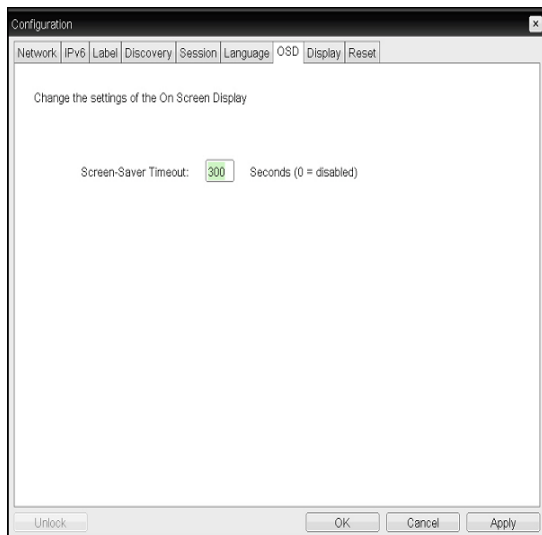 Configuration
x
Network IPv6 Label Discovery Session Language OSD Display Reset
Change the settings of the On Screen Display
Screen-Saver Timeout: 300 Seconds (0 = disabled)
Unlock OK Cancel Apply